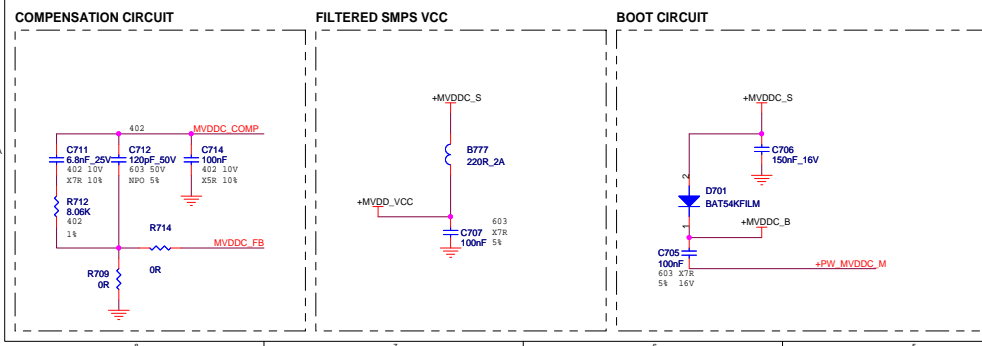 COMPENSATION CIRCUIT
402
MVDDC_COMP
C711
6.8nF_25V
402 10V
X7R 10%
C712
120pF_50V
603 50V
NPO 5%
C714
100nF
402 10V
X5R 10%
R712
8.06K
402
1%
R714
0R
MVDDC_FB
R709
0R
FILTERED SMPS VCC
+MVDDC_S
B777
220R_2A
+MVDD_VCC
C707
100nF
603
X7R
5%
BOOT CIRCUIT
+MVDDC_S
C706
150nF_16V
2
D701
BAT54KFILM
1
+MVDDC_B
C705
100nF
603 X7R
5% 16V
+PW_MVDDC_M